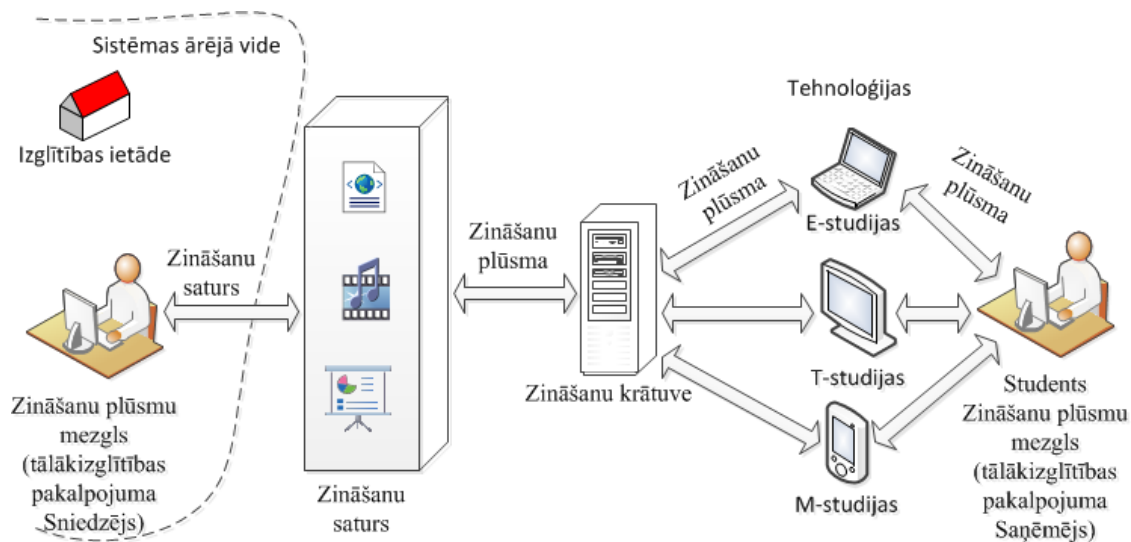 Sistēmas ārējā vide
Izglītības ietāde
Zināšanu plūsmu
mezgls
(tālākizglītības
pakalpojuma
Sniedzējs)
Zināšanu
saturs
Zināšanu
saturs
Zināšanu
plūsma
Zināšanu krātuve
Tehnoloģijas
Zināšanu
plūsma
Zināšanu
plūsma
E-studijas
T-studijas
M-studijas
Students
Zināšanu plūsmu
mezgls
(tālākizglītības
pakalpojuma
Saņēmējs)